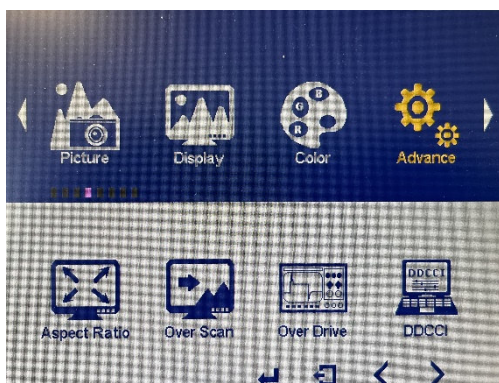 Picture Display Color Advance
G B R
Aspect Ratio Over Scan Over Drive DDCCI
DDCCI